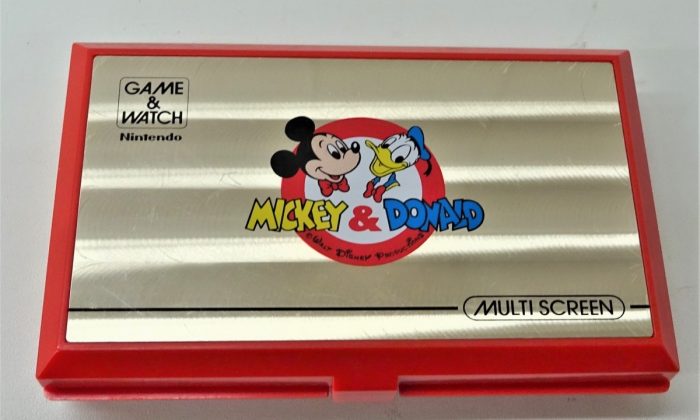 GAME
&
WATCH
Nintendo
MICKEY & DONALD
© WALT DISNEY PRODUCTIONS
MULTI SCREEN